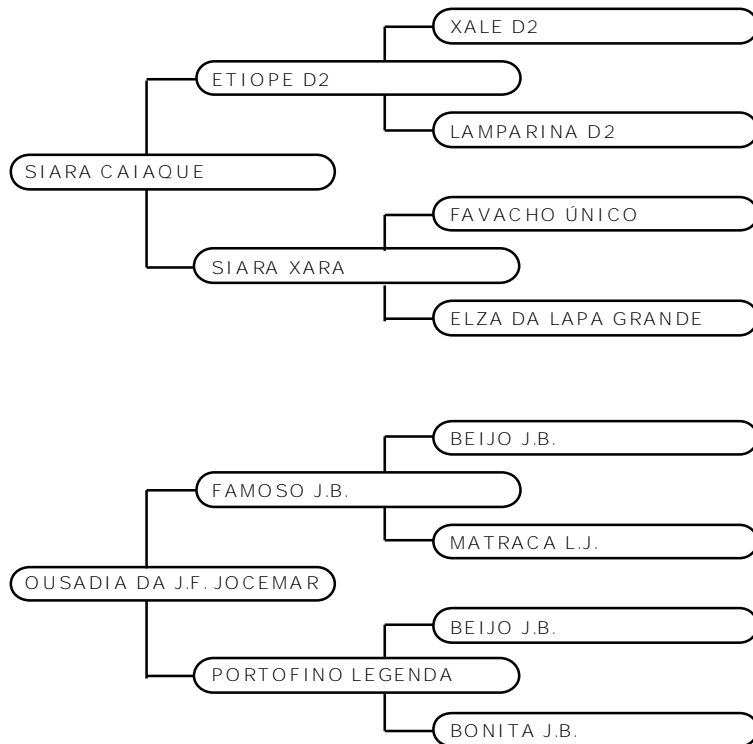 XALE D2
ETIOPE D2
LAMPARINA D2
SIARA CAIAQUE
FAVACHO ÚNICO
SIARA XARA
ELZA DA LAPA GRANDE
BEIJO J.B.
FAMOSO J.B.
MATRACA L.J.
OUSADIA DA J.F. JOCEMAR
BEIJO J.B.
PORTOFINO LEGENDA
BONITA J.B.